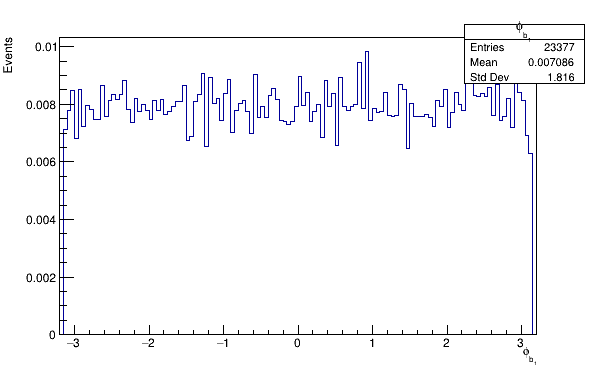 ϕb1
Entries 23377
Mean 0.007086
Std Dev 1.816
Events
0.01
0.008
0.006
0.004
0.002
0
−3 −2 −1 0 1 2 3
ϕb1